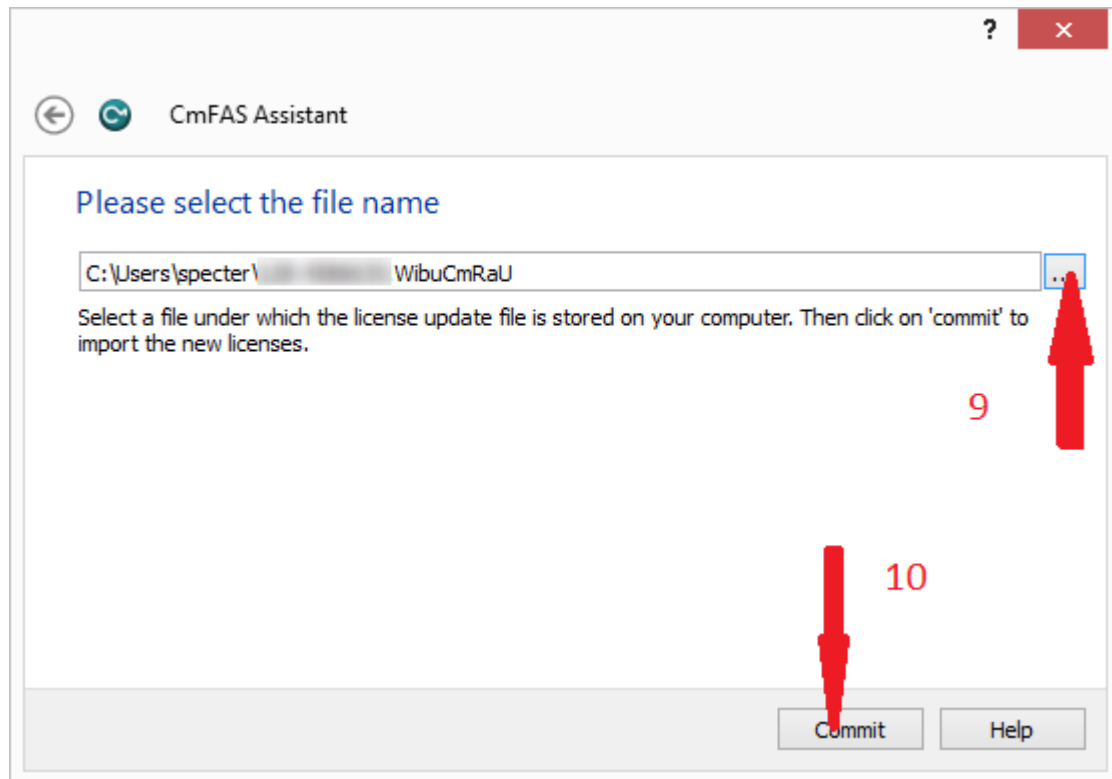 ?
CmFAS Assistant
Please select the file name
C:\Users\specter\ WibuCmRaU
...
Select a file under which the license update file is stored on your computer. Then click on 'commit' to
import the new licenses.
9
10
Commit Help